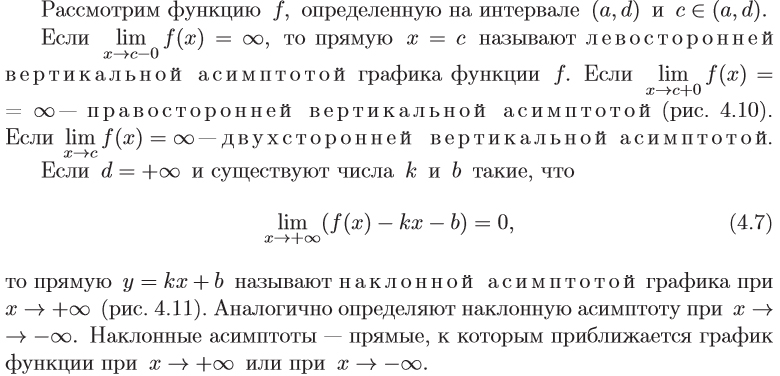 Рассмотрим функцию f, определенную на интервале (a, d) и c ∈ (a, d).
Если lim_{x→c−0} f(x) = ∞, то прямую x = c называют левосторонней
вертикальной асимптотой графика функции f. Если lim_{x→c+0} f(x) =
= ∞ — правосторонней вертикальной асимптотой (рис. 4.10).
Если lim_{x→c} f(x) = ∞ — двухсторонней вертикальной асимптотой.
Если d = +∞ и существуют числа k и b такие, что
lim_{x→+∞} (f(x) − kx − b) = 0, (4.7)
то прямую y = kx + b называют наклонной асимптотой графика при
x → +∞ (рис. 4.11). Аналогично определяют наклонную асимптоту при x →
→ −∞. Наклонные асимптоты — прямые, к которым приближается график
функции при x → +∞ или при x → −∞.